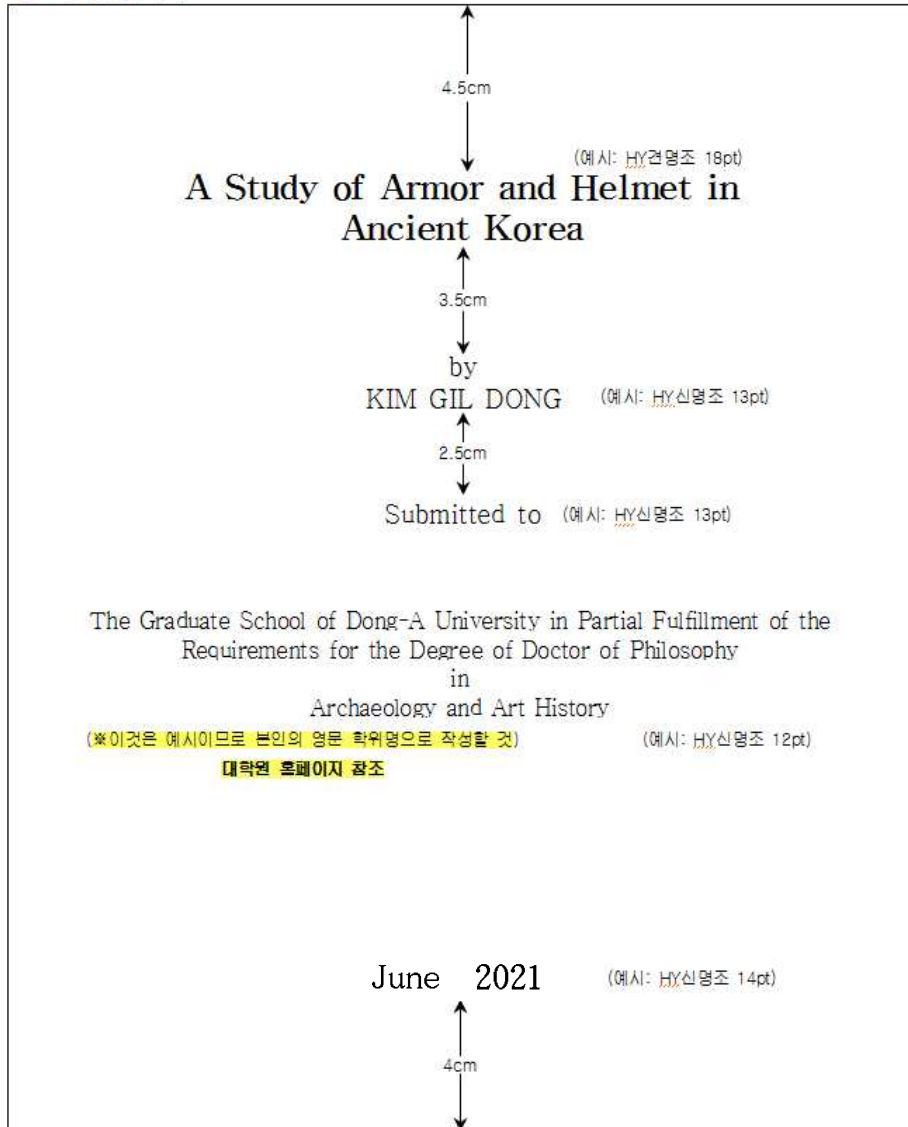 4.5cm
(예시: HY견명조 18pt)
A Study of Armor and Helmet in
Ancient Korea
3.5cm
by
KIM GIL DONG (예시: HY신명조 13pt)
2.5cm
Submitted to (예시: HY신명조 13pt)
The Graduate School of Dong-A University in Partial Fulfillment of the
Requirements for the Degree of Doctor of Philosophy
in
Archaeology and Art History
(※이것은 예시이므로 본인의 영문 학위명으로 작성할 것) (예시: HY신명조 12pt)
대학원 홈페이지 참조
June 2021 (예시: HY신명조 14pt)
4cm